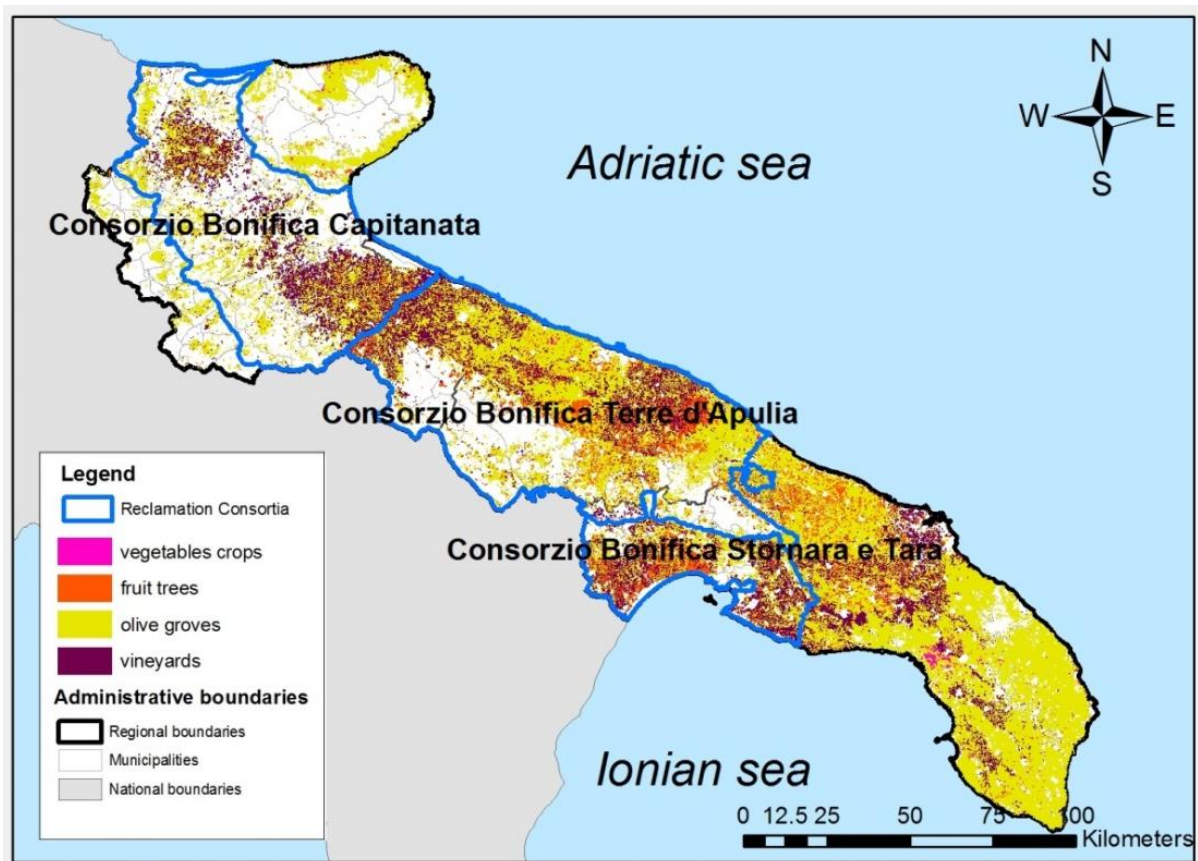 N
W E
S
Adriatic sea
Consorzio Bonifica Capitanata
Consorzio Bonifica Terre d'Apulia
Consorzio Bonifica Stornara e Tara
Legend
Reclamation Consortia
vegetables crops
fruit trees
olive groves
vineyards
Administrative boundaries
Regional boundaries
Municipalities
National boundaries
Ionian sea
0 12.5 25 50 75 100
Kilometers